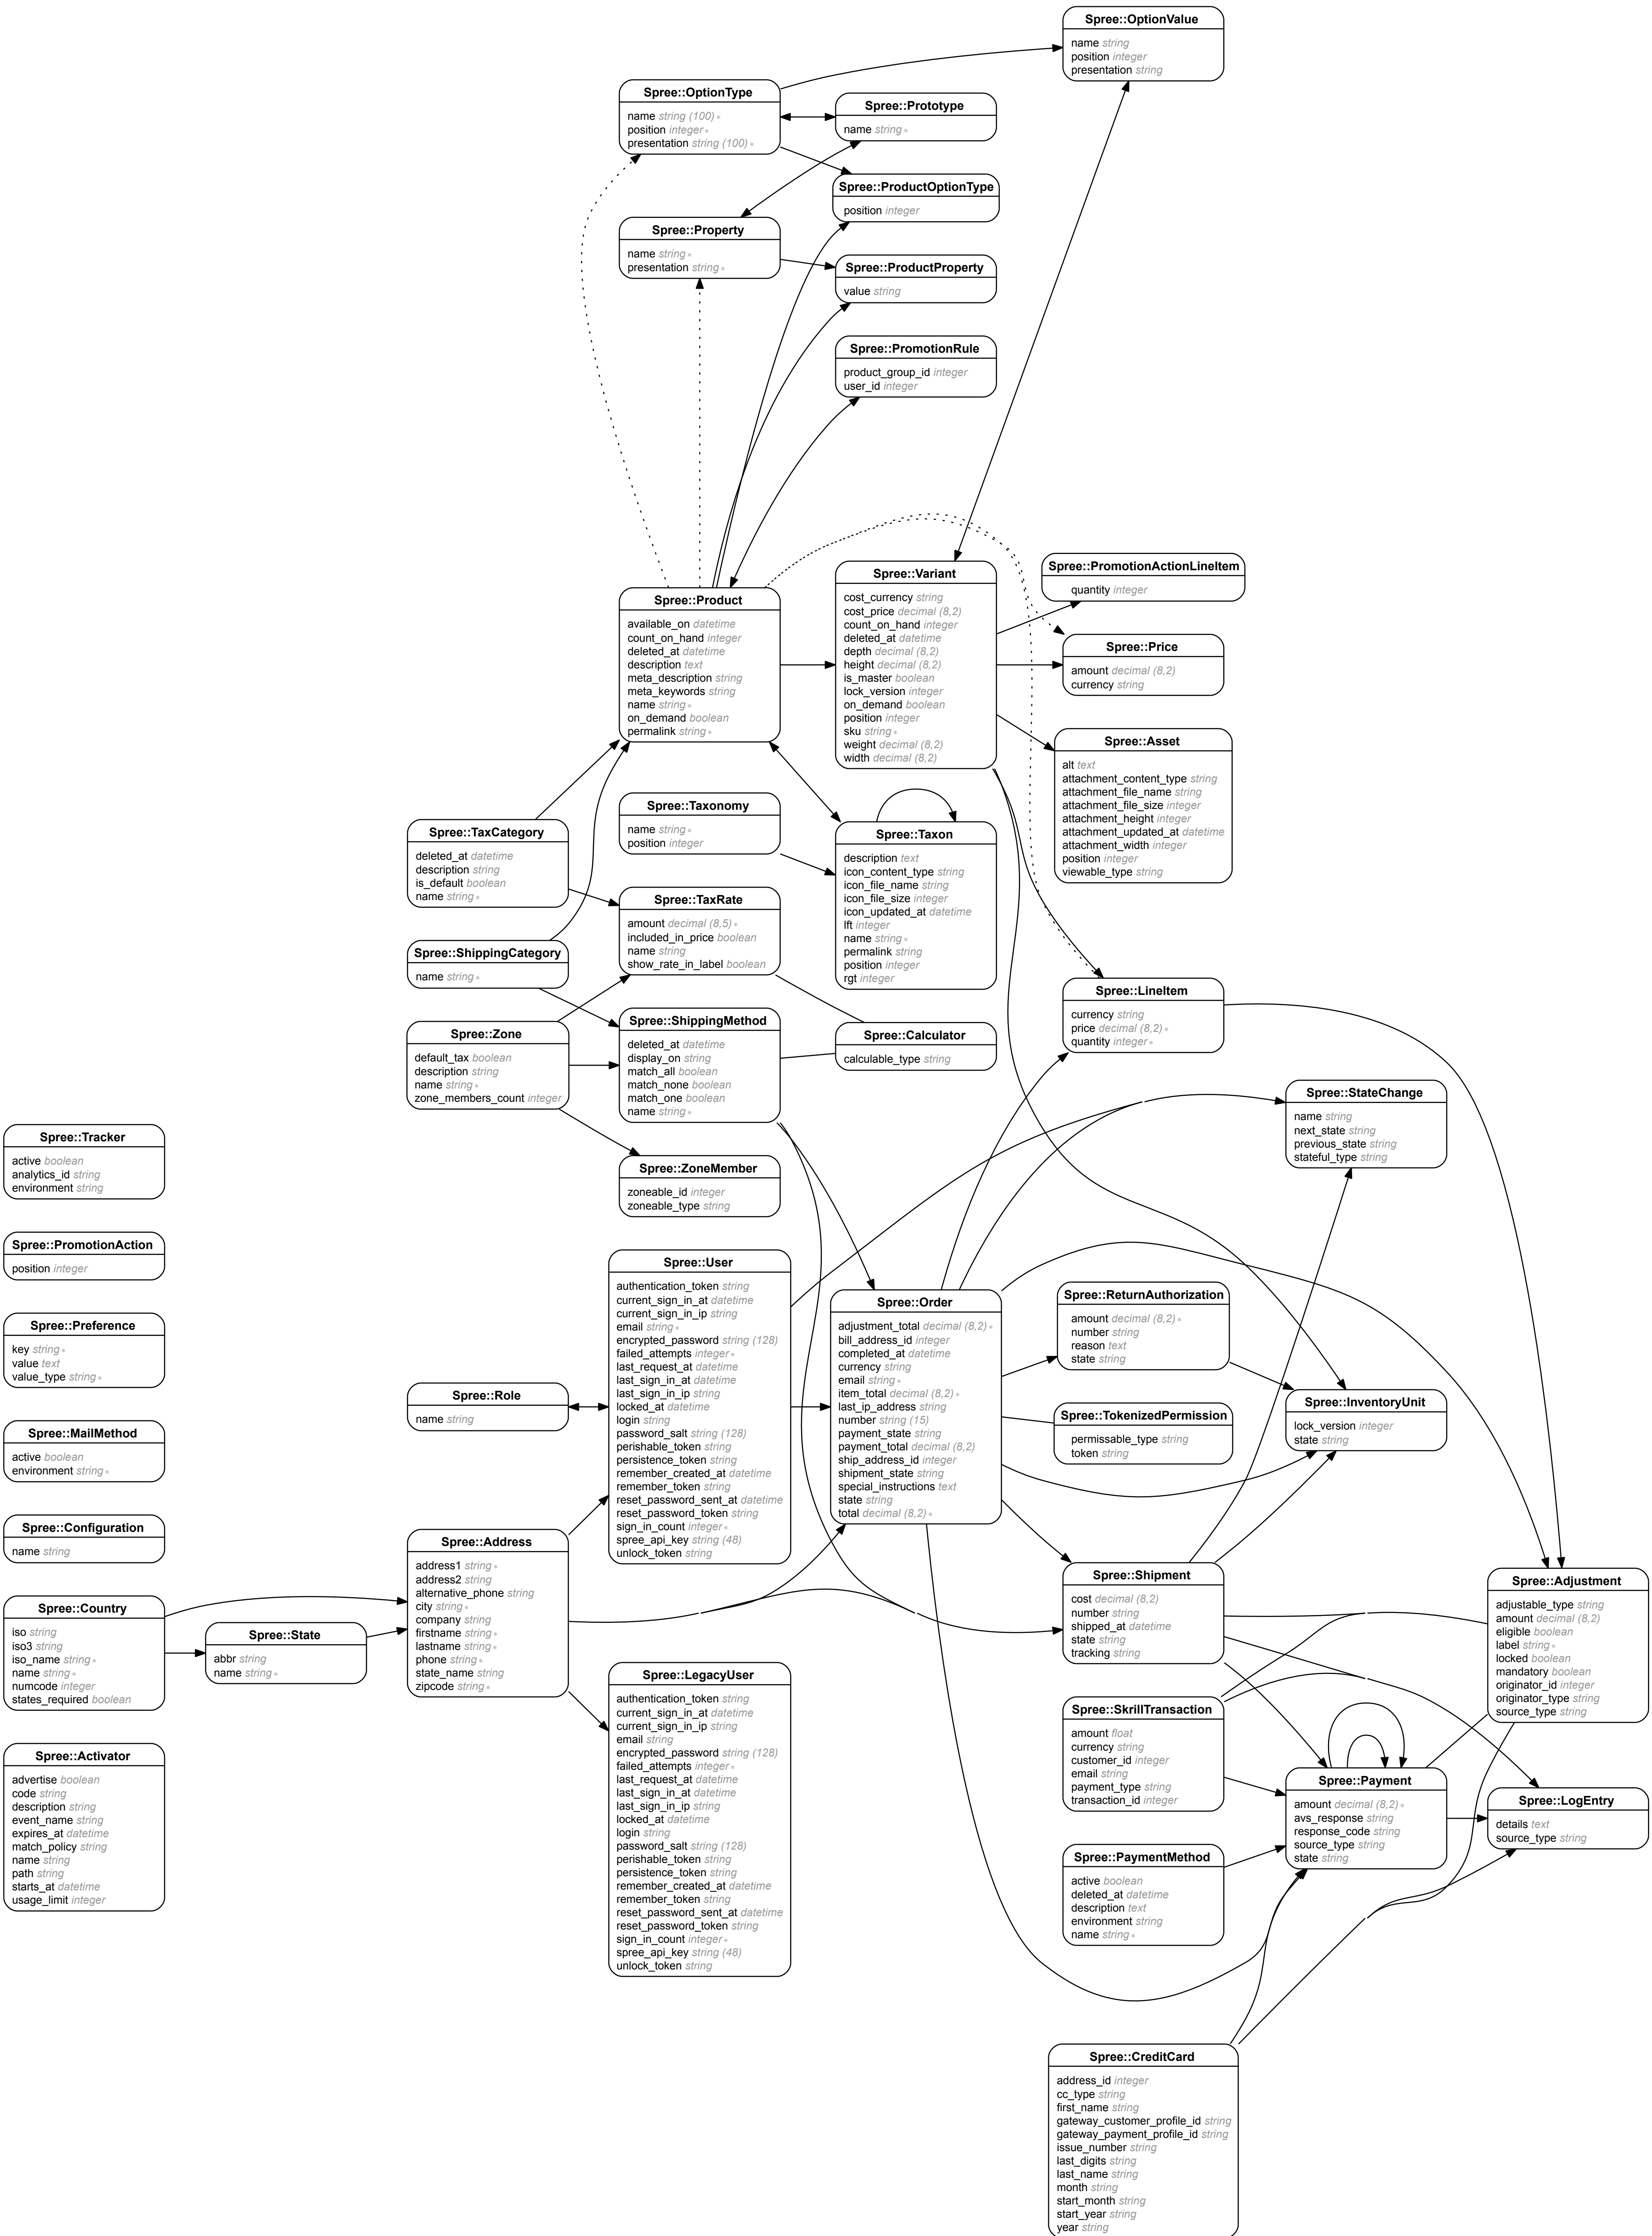 Spree::OptionValue
name string
position integer
presentation string
Spree::OptionType
name string (100) ∗
position integer ∗
presentation string (100) ∗
Spree::Prototype
name string ∗
Spree::ProductOptionType
position integer
Spree::Property
name string ∗
presentation string ∗
Spree::ProductProperty
value string
Spree::PromotionRule
product_group_id integer
user_id integer
Spree::Product
available_on datetime
count_on_hand integer
deleted_at datetime
description text
meta_description string
meta_keywords string
name string ∗
on_demand boolean
permalink string ∗
Spree::Variant
cost_currency string
cost_price decimal (8,2)
count_on_hand integer
deleted_at datetime
depth decimal (8,2)
height decimal (8,2)
is_master boolean
lock_version integer
on_demand boolean
position integer
sku string ∗
weight decimal (8,2)
width decimal (8,2)
Spree::PromotionActionLineItem
quantity integer
Spree::Price
amount decimal (8,2)
currency string
Spree::Asset
alt text
attachment_content_type string
attachment_file_name string
attachment_file_size integer
attachment_height integer
attachment_updated_at datetime
attachment_width integer
position integer
viewable_type string
Spree::TaxCategory
deleted_at datetime
description string
is_default boolean
name string ∗
Spree::Taxonomy
name string ∗
position integer
Spree::Taxon
description text
icon_content_type string
icon_file_name string
icon_file_size integer
icon_updated_at datetime
lft integer
name string ∗
permalink string
position integer
rgt integer
Spree::TaxRate
amount decimal (8,5) ∗
included_in_price boolean
name string
show_rate_in_label boolean
Spree::ShippingCategory
name string ∗
Spree::Zone
default_tax boolean
description string
name string ∗
zone_members_count integer
Spree::ShippingMethod
deleted_at datetime
display_on string
match_all boolean
match_none boolean
match_one boolean
name string ∗
Spree::Calculator
calculable_type string
Spree::LineItem
currency string
price decimal (8,2) ∗
quantity integer ∗
Spree::StateChange
name string
next_state string
previous_state string
stateful_type string
Spree::ZoneMember
zoneable_id integer
zoneable_type string
Spree::Tracker
active boolean
analytics_id string
environment string
Spree::PromotionAction
position integer
Spree::Preference
key string ∗
value text
value_type string ∗
Spree::MailMethod
active boolean
environment string ∗
Spree::Configuration
name string
Spree::Country
iso string
iso3 string
iso_name string ∗
name string ∗
numcode integer
states_required boolean
Spree::Activator
advertise boolean
code string
description string
event_name string
expires_at datetime
match_policy string
name string
path string
starts_at datetime
usage_limit integer
Spree::State
abbr string
name string ∗
Spree::Role
name string
Spree::Address
address1 string ∗
address2 string
alternative_phone string
city string ∗
company string
firstname string ∗
lastname string ∗
phone string ∗
state_name string
zipcode string ∗
Spree::User
authentication_token string
current_sign_in_at datetime
current_sign_in_ip string
email string ∗
encrypted_password string (128)
failed_attempts integer ∗
last_request_at datetime
last_sign_in_at datetime
last_sign_in_ip string
locked_at datetime
login string
password_salt string (128)
perishable_token string
persistence_token string
remember_created_at datetime
remember_token string
reset_password_sent_at datetime
reset_password_token string
sign_in_count integer ∗
spree_api_key string (48)
unlock_token string
Spree::LegacyUser
authentication_token string
current_sign_in_at datetime
current_sign_in_ip string
email string
encrypted_password string (128)
failed_attempts integer ∗
last_request_at datetime
last_sign_in_at datetime
last_sign_in_ip string
locked_at datetime
login string
password_salt string (128)
perishable_token string
persistence_token string
remember_created_at datetime
remember_token string
reset_password_sent_at datetime
reset_password_token string
sign_in_count integer ∗
spree_api_key string (48)
unlock_token string
Spree::Order
adjustment_total decimal (8,2) ∗
bill_address_id integer
completed_at datetime
currency string
email string ∗
item_total decimal (8,2) ∗
last_ip_address string
number string (15)
payment_state string
payment_total decimal (8,2)
ship_address_id integer
shipment_state string
special_instructions text
state string
total decimal (8,2) ∗
Spree::ReturnAuthorization
amount decimal (8,2) ∗
number string
reason text
state string
Spree::TokenizedPermission
permissable_type string
token string
Spree::InventoryUnit
lock_version integer
state string
Spree::Shipment
cost decimal (8,2)
number string
shipped_at datetime
state string
tracking string
Spree::Adjustment
adjustable_type string
amount decimal (8,2)
eligible boolean
label string ∗
locked boolean
mandatory boolean
originator_id integer
originator_type string
source_type string
Spree::SkrillTransaction
amount float
currency string
customer_id integer
email string
payment_type string
transaction_id integer
Spree::Payment
amount decimal (8,2) ∗
avs_response string
response_code string
source_type string
state string
Spree::LogEntry
details text
source_type string
Spree::PaymentMethod
active boolean
deleted_at datetime
description text
environment string
name string ∗
Spree::CreditCard
address_id integer
cc_type string
first_name string
gateway_customer_profile_id string
gateway_payment_profile_id string
issue_number string
last_digits string
last_name string
month string
start_month string
start_year string
year string